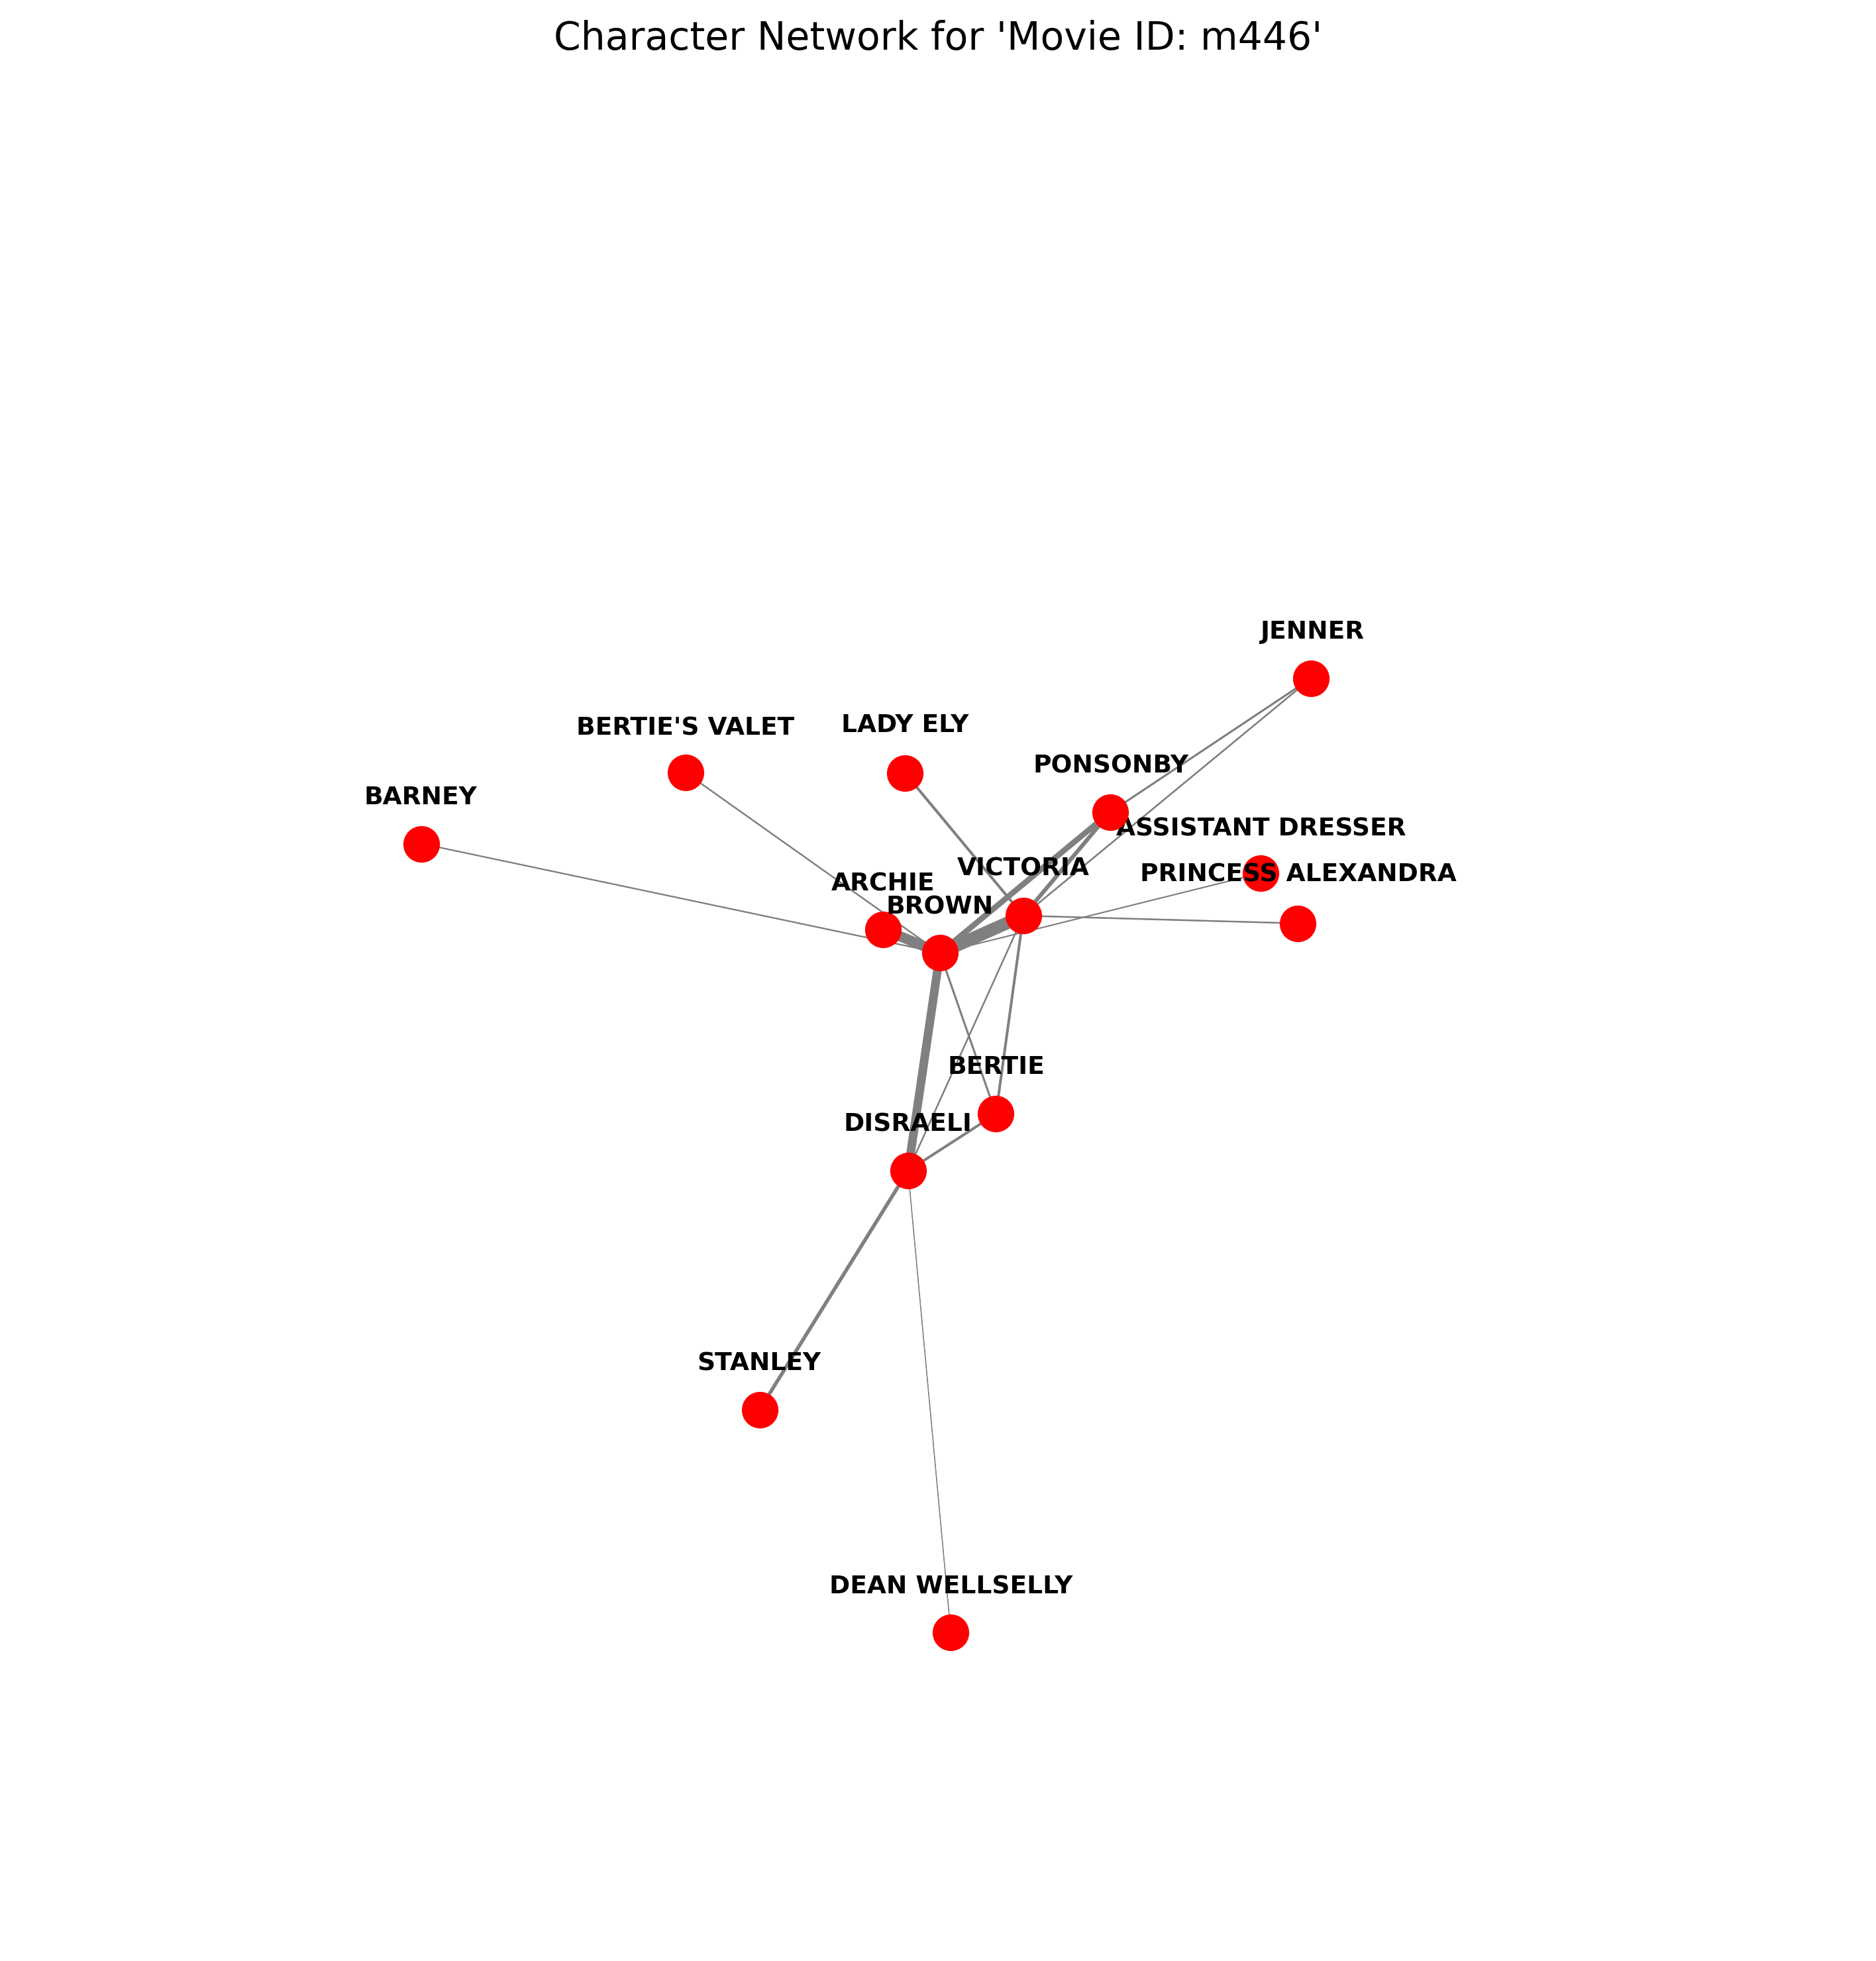 Character Network for 'Movie ID: m446'
JENNER
LADY ELY
BERTIE'S VALET
PONSONBY
BARNEY
ASSISTANT DRESSER
VICTORIA
PRINCESS ALEXANDRA
ARCHIE
BROWN
BERTIE
DISRAELI
STANLEY
DEAN WELLSELLY